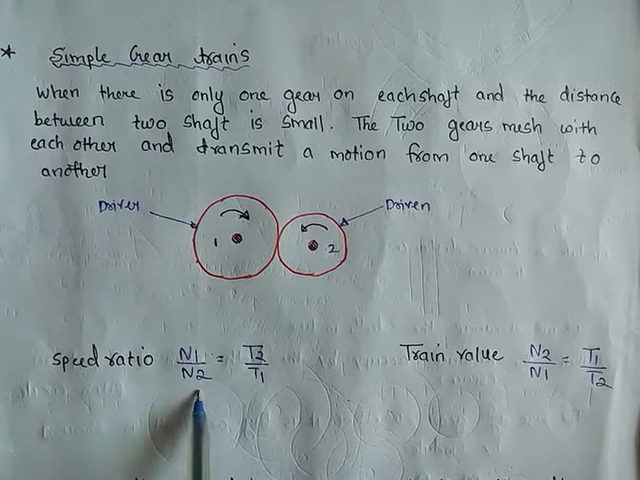 * Simple Gear trains
When there is only one gear on each shaft and the distance
between two shaft is small. The Two gears mesh with
each other and transmit a motion from one shaft to
another
Driver
Driven
1
2
Speed ratio N1/N2 = T2/T1
Train value N2/N1 = T1/T2